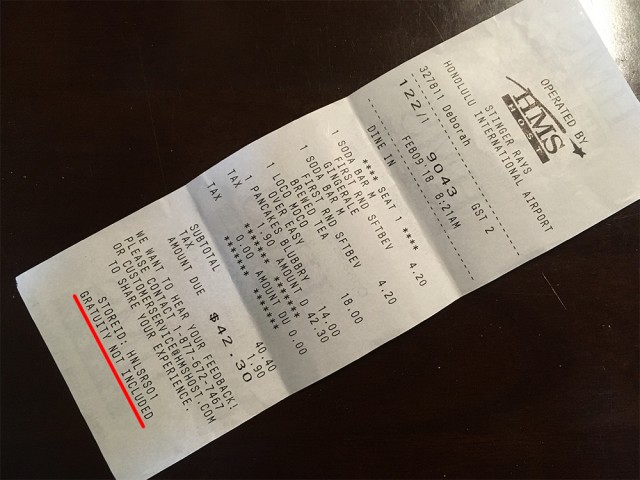 OPERATED BY
HMS
HOST
STINGER RAYS
HONOLULU INTERNATIONAL AIRPORT
327811 Deborah
122/1 9043 GST 2
FEB09'18 8:21AM
DINE IN
**** SEAT 1 ****
1 SODA BAR M 4.20
FIRST RND SFTBEV
GINGERALE
1 SODA BAR M 4.20
FIRST RND SFTBEV
BREWED TEA
1 LOCO MOCO 18.00
OVER EASY
1 PANCAKES BLUBGRY 14.00
TAX 1.90 AMOUNT D 42.30
TAX 0.00 AMOUNT DU 0.00
SUBTOTAL 40.40
TAX 1.90
AMOUNT DUE $42.30
WE WANT TO HEAR YOUR FEEDBACK!
PLEASE CONTACT 1-877-672-7467
OR CUSTOMERSERVICE@HMSHOST.COM
TO SHARE YOUR EXPERIENCE.
STOREID: HNLSRS01
GRATUITY NOT INCLUDED